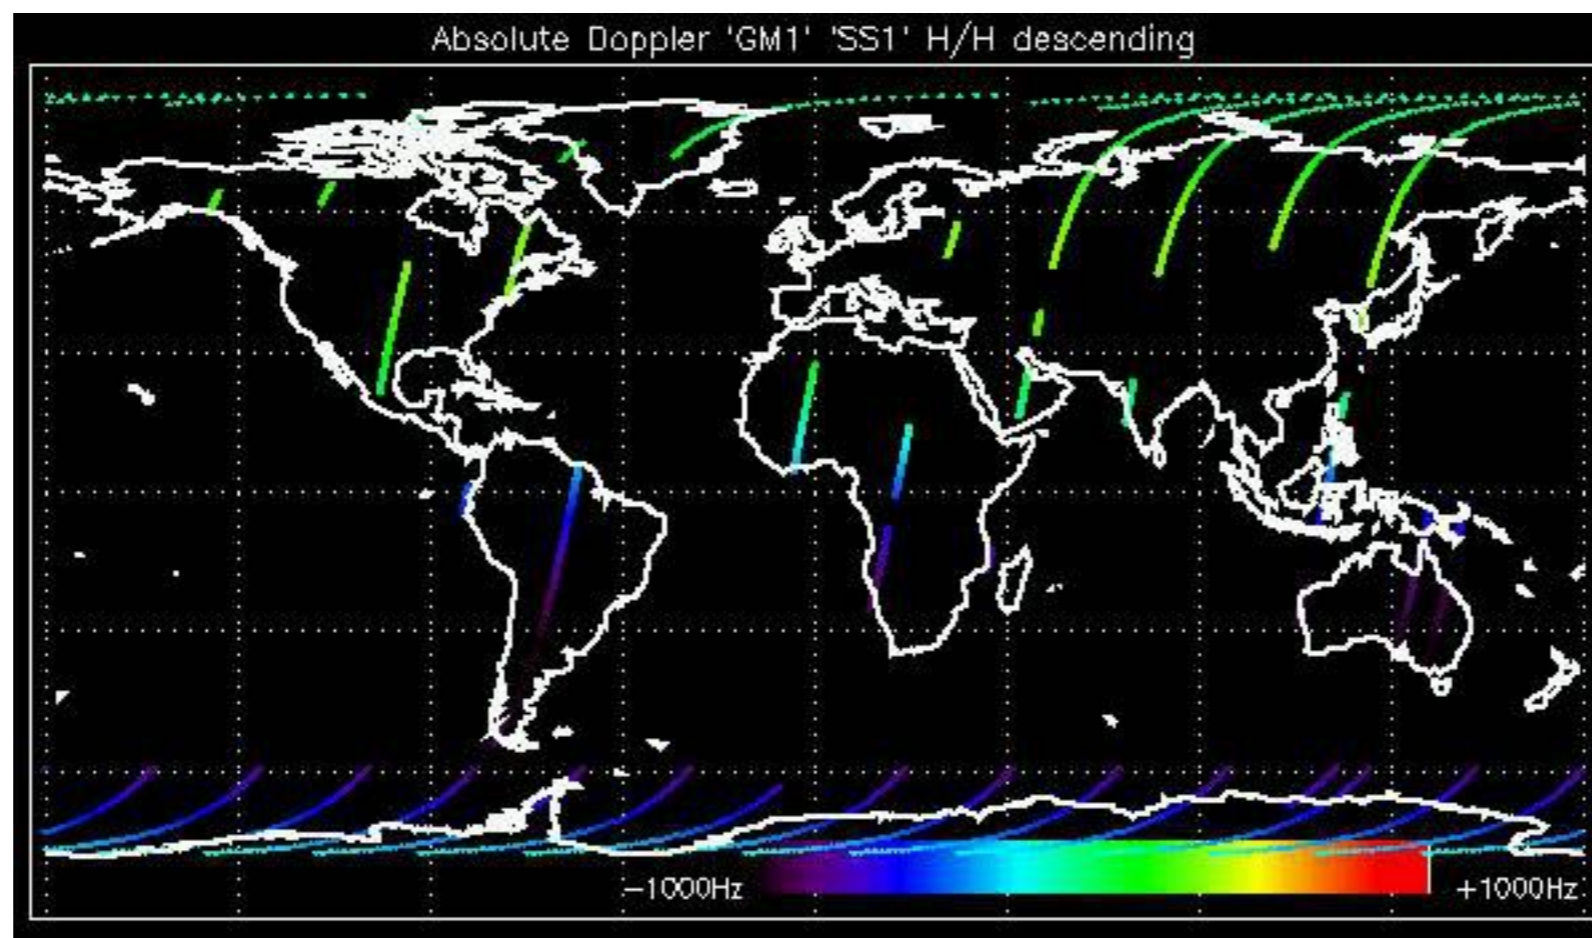 Absolute Doppler 'GM1' 'SS1' H/H descending
−1000Hz
+1000Hz